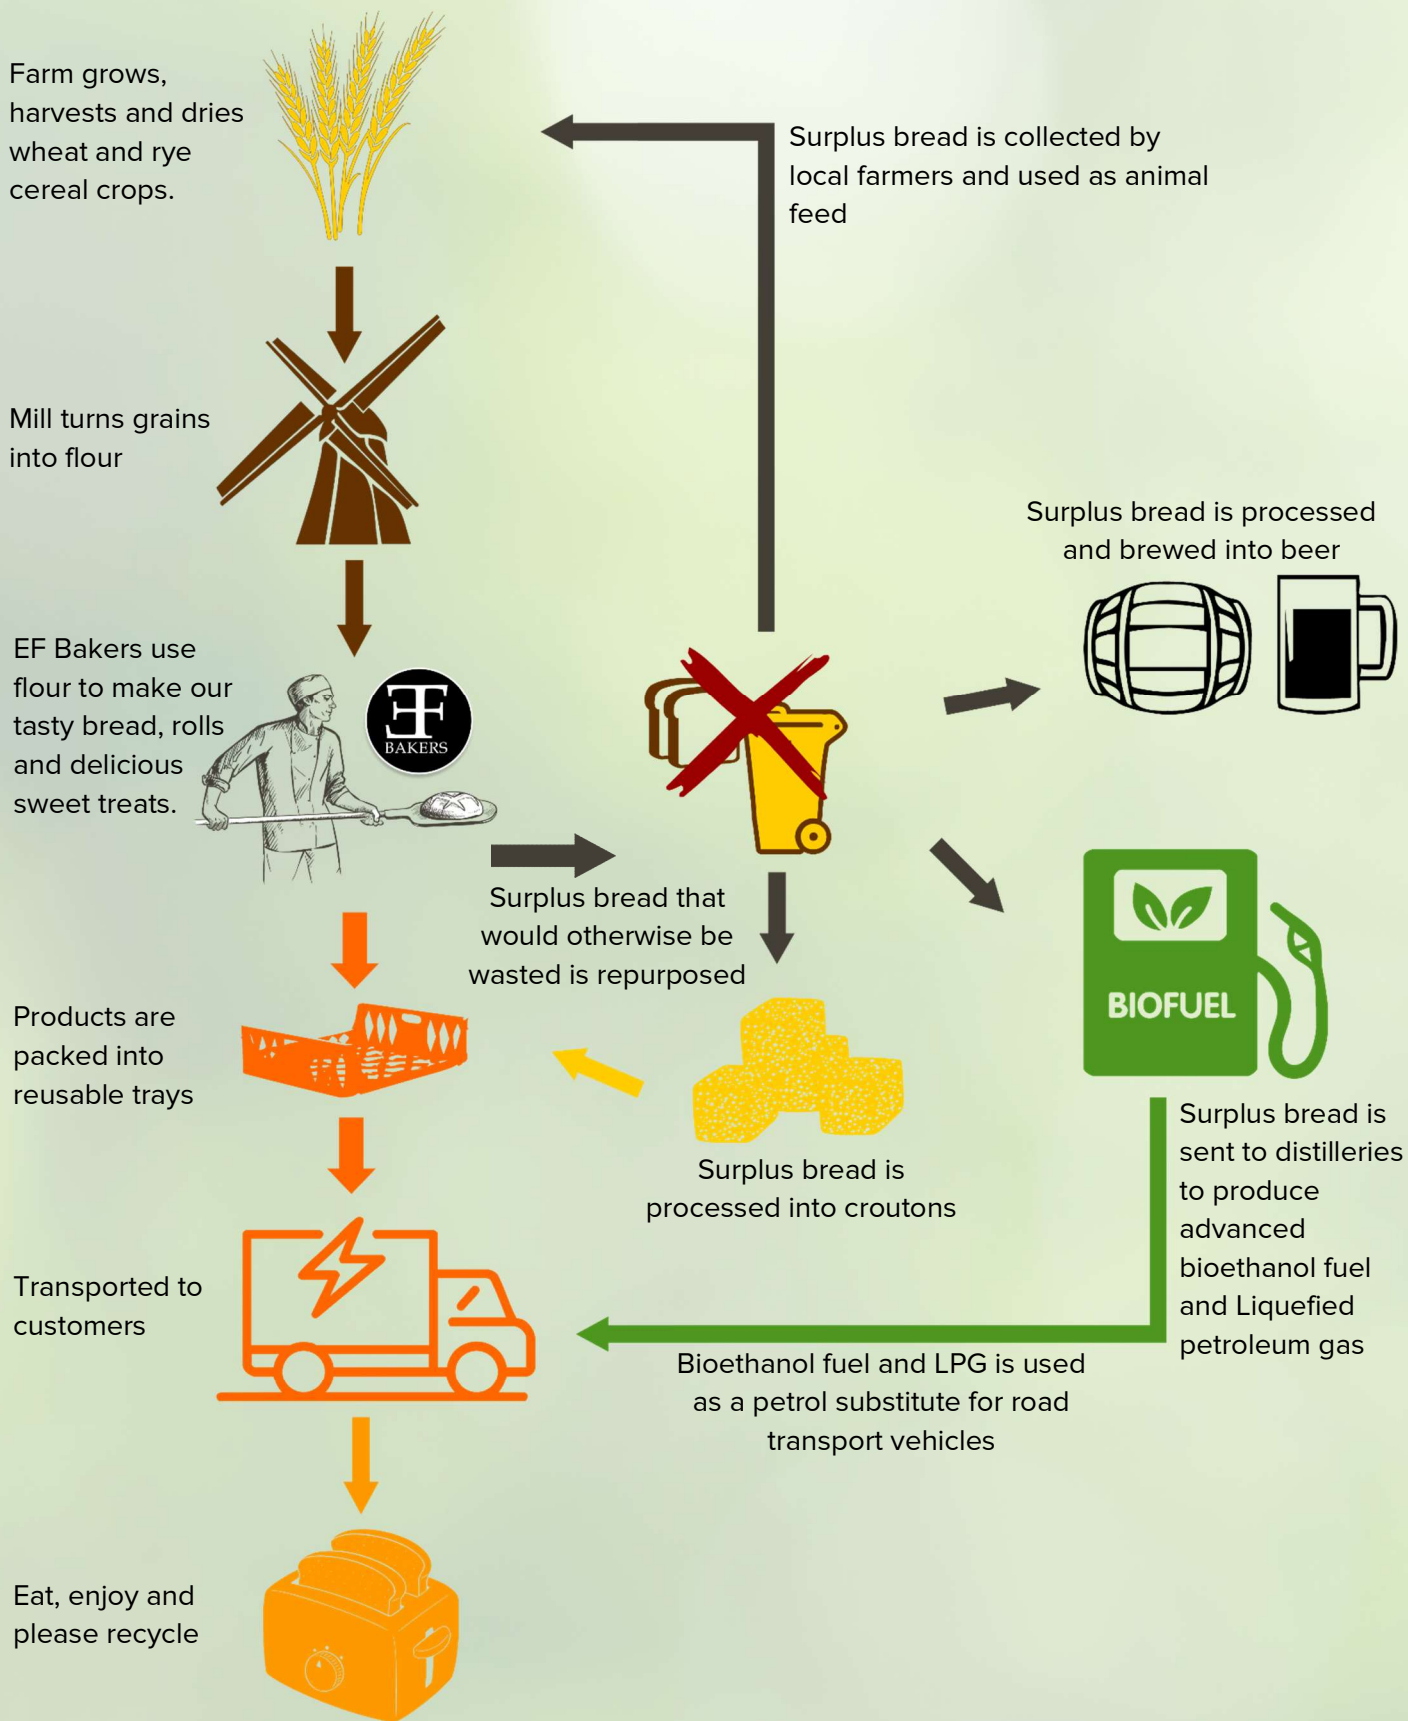 Farm grows,
harvests and dries
wheat and rye
cereal crops.
Surplus bread is collected by
local farmers and used as animal
feed
Mill turns grains
into flour
Surplus bread is processed
and brewed into beer
EF Bakers use
flour to make our
tasty bread, rolls
and delicious
sweet treats.
EF
BAKERS
Surplus bread that
would otherwise be
wasted is repurposed
BIOFUEL
Products are
packed into
reusable trays
Surplus bread is
processed into croutons
Surplus bread is
sent to distilleries
to produce
advanced
bioethanol fuel
and Liquefied
petroleum gas
Transported to
customers
Bioethanol fuel and LPG is used
as a petrol substitute for road
transport vehicles
Eat, enjoy and
please recycle